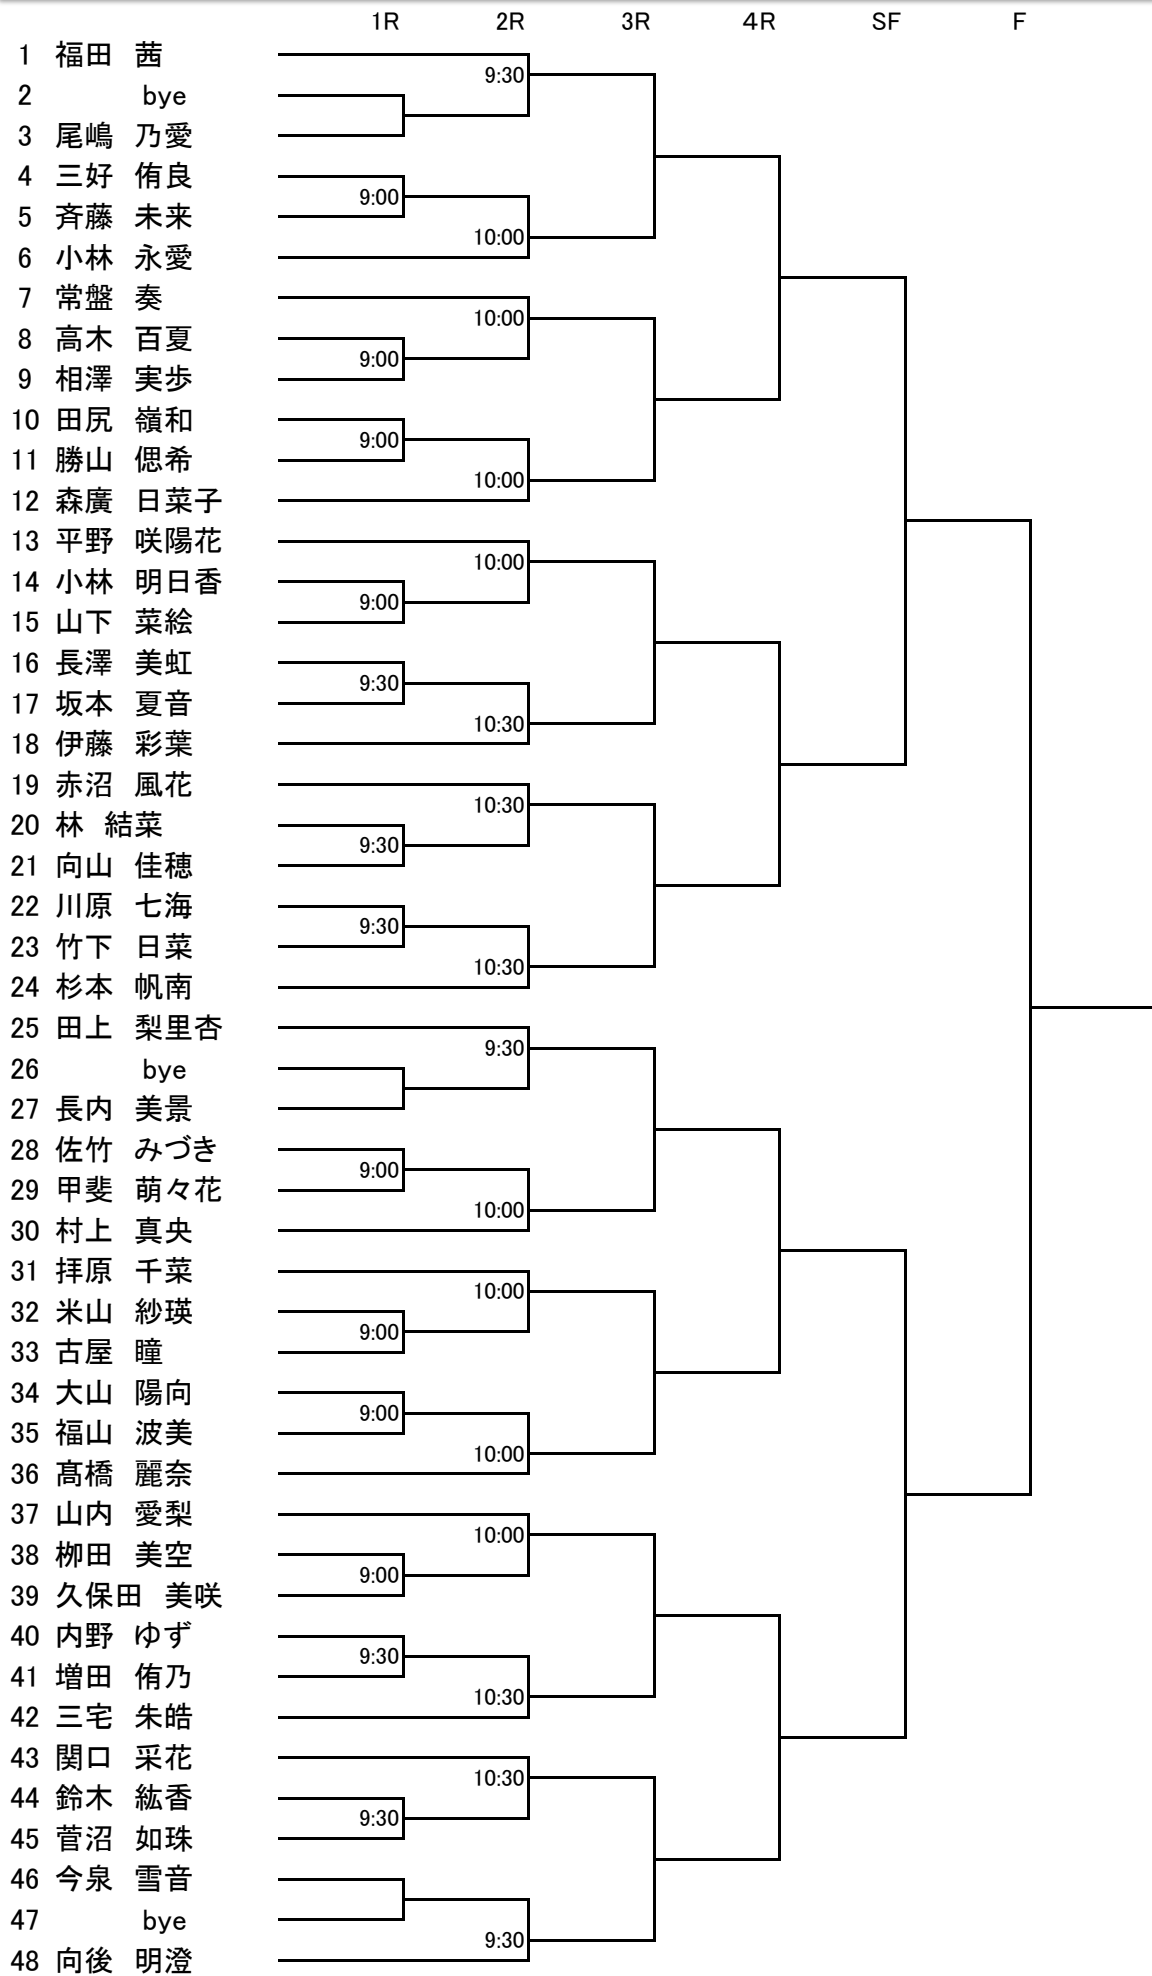 1R 2R 3R 4R SF F
1 福田 茜
9:30
2 bye
3 尾嶋 乃愛
4 三好 侑良
9:00
5 斉藤 未来
10:00
6 小林 永愛
7 常盤 奏
10:00
8 高木 百夏
9:00
9 相澤 実歩
10 田尻 嶺和
9:00
11 勝山 偲希
10:00
12 森廣 日菜子
13 平野 咲陽花
10:00
14 小林 明日香
9:00
15 山下 菜絵
16 長澤 美虹
9:30
17 坂本 夏音
10:30
18 伊藤 彩葉
19 赤沼 風花
10:30
20 林 結菜
9:30
21 向山 佳穂
22 川原 七海
9:30
23 竹下 日菜
10:30
24 杉本 帆南
25 田上 梨里杏
9:30
26 bye
27 長内 美景
28 佐竹 みづき
9:00
29 甲斐 萌々花
10:00
30 村上 真央
31 拝原 千菜
10:00
32 米山 紗瑛
9:00
33 古屋 瞳
34 大山 陽向
9:00
35 福山 波美
10:00
36 髙橋 麗奈
37 山内 愛梨
10:00
38 栁田 美空
9:00
39 久保田 美咲
40 内野 ゆず
9:30
41 増田 侑乃
10:30
42 三宅 朱皓
43 関口 采花
10:30
44 鈴木 紘香
9:30
45 菅沼 如珠
46 今泉 雪音
47 bye
9:30
48 向後 明澄